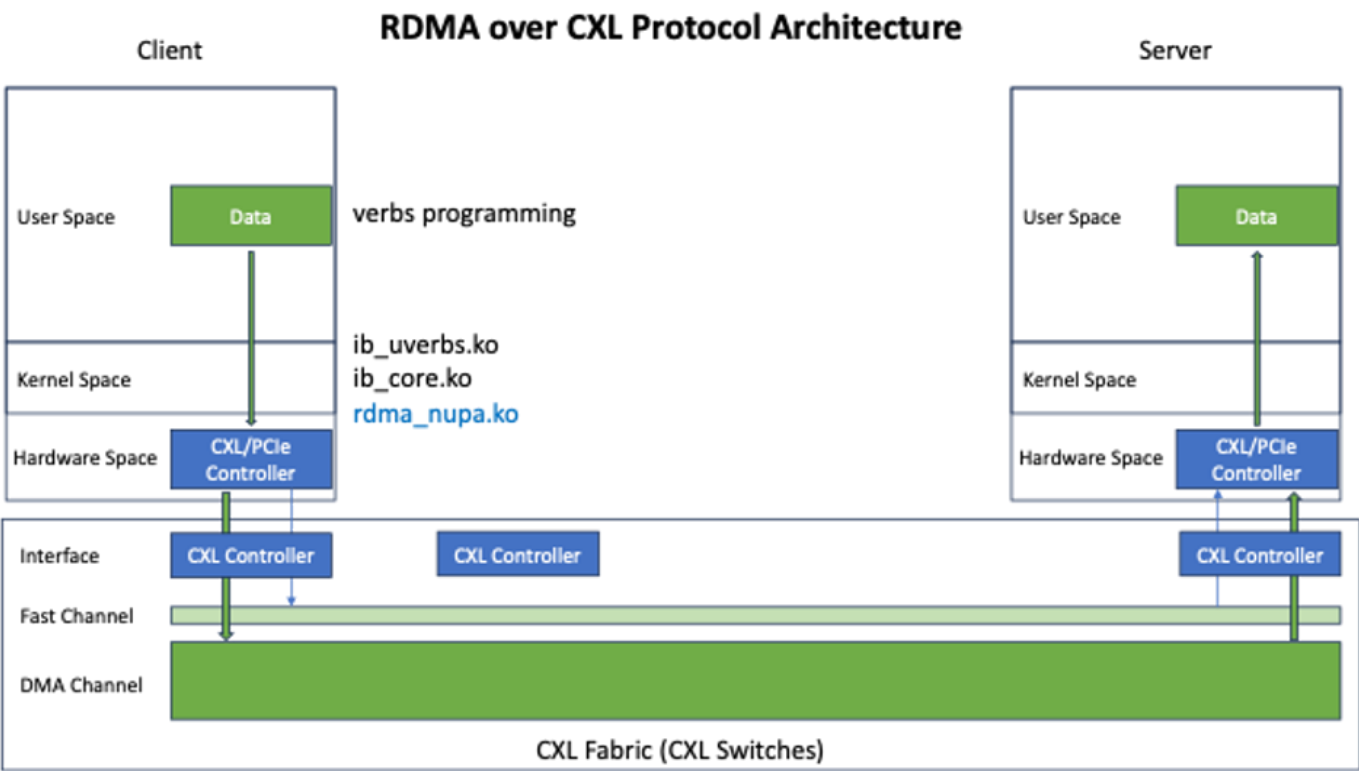 RDMA over CXL Protocol Architecture
Client
Server
User Space
Data
verbs programming
User Space
Data
ib_uverbs.ko
Kernel Space
ib_core.ko
Kernel Space
rdma_nupa.ko
Hardware Space
CXL/PCIe
Controller
Hardware Space
CXL/PCIe
Controller
Interface
CXL Controller
CXL Controller
CXL Controller
Fast Channel
DMA Channel
CXL Fabric (CXL Switches)